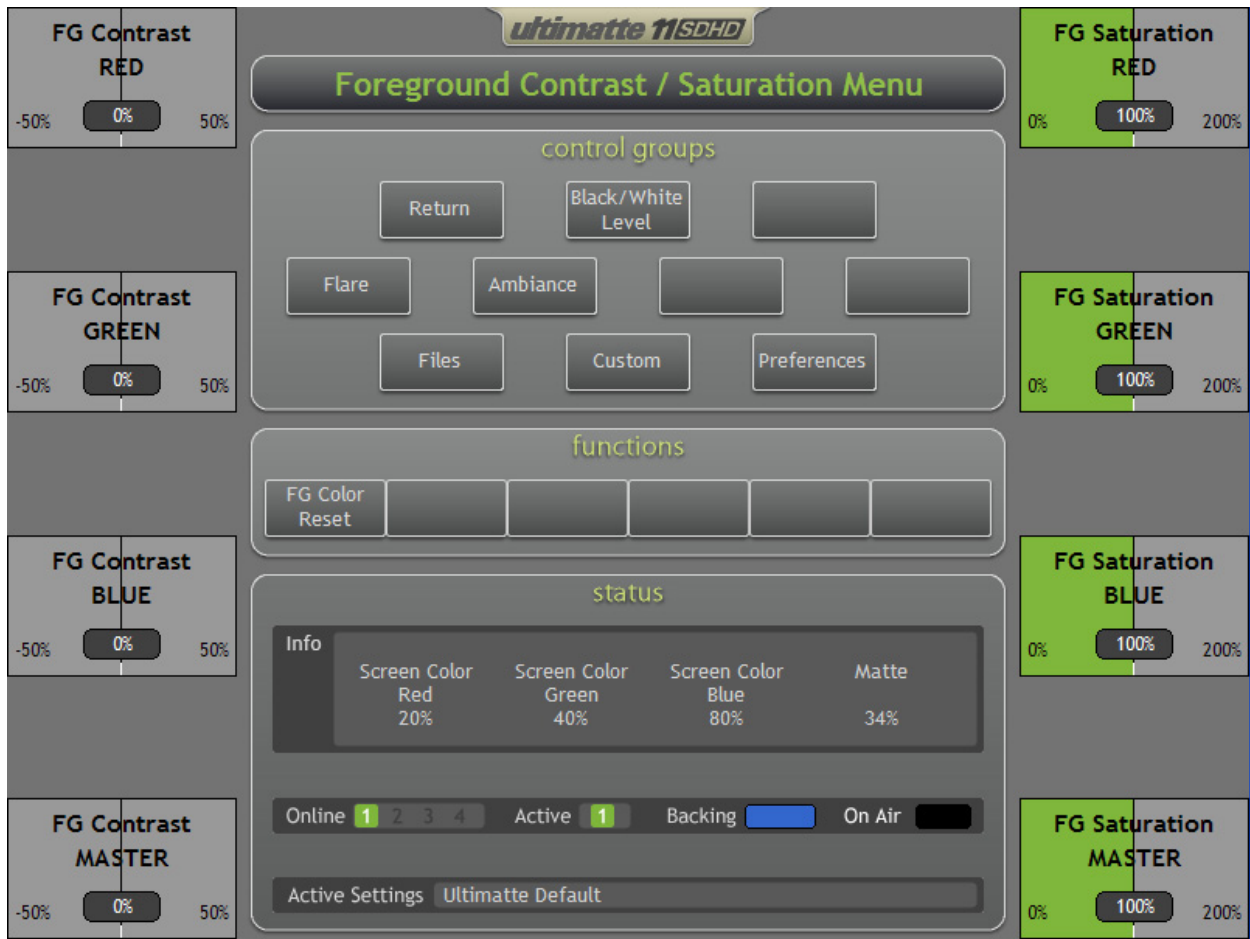 ultimatte 11 SDHD
Foreground Contrast / Saturation Menu
FG Contrast
RED
0%
-50% 50%
FG Contrast
GREEN
0%
-50% 50%
FG Contrast
BLUE
0%
-50% 50%
FG Contrast
MASTER
0%
-50% 50%
control groups
Return
Black/White
Level
Flare
Ambiance
Files
Custom
Preferences
functions
FG Color
Reset
status
Info
Screen Color
Red
20%
Screen Color
Green
40%
Screen Color
Blue
80%
Matte
34%
Online 1 2 3 4 Active 1 Backing On Air
Active Settings Ultimatte Default
FG Saturation
RED
100%
0% 200%
FG Saturation
GREEN
100%
0% 200%
FG Saturation
BLUE
100%
0% 200%
FG Saturation
MASTER
100%
0% 200%